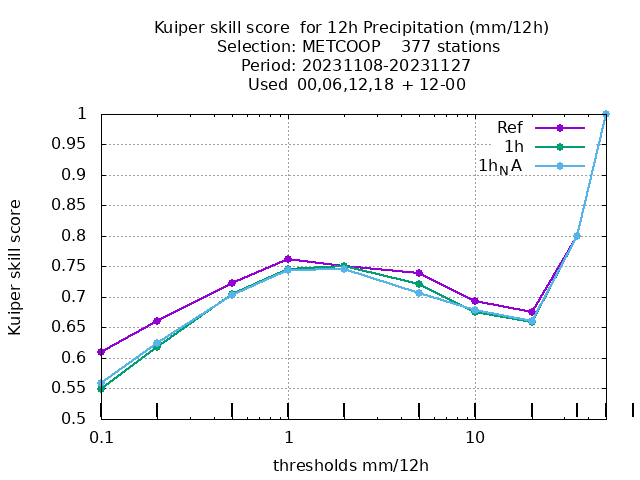 Kuiper skill score  for 12h Precipitation (mm/12h)
Selection: METCOOP    377 stations
Period: 20231108-20231127
Used  00,06,12,18  + 12-00
Kuiper skill score
1
0.95
0.9
0.85
0.8
0.75
0.7
0.65
0.6
0.55
0.5
Ref
1h
1h_NA
0.1
1
10
thresholds mm/12h